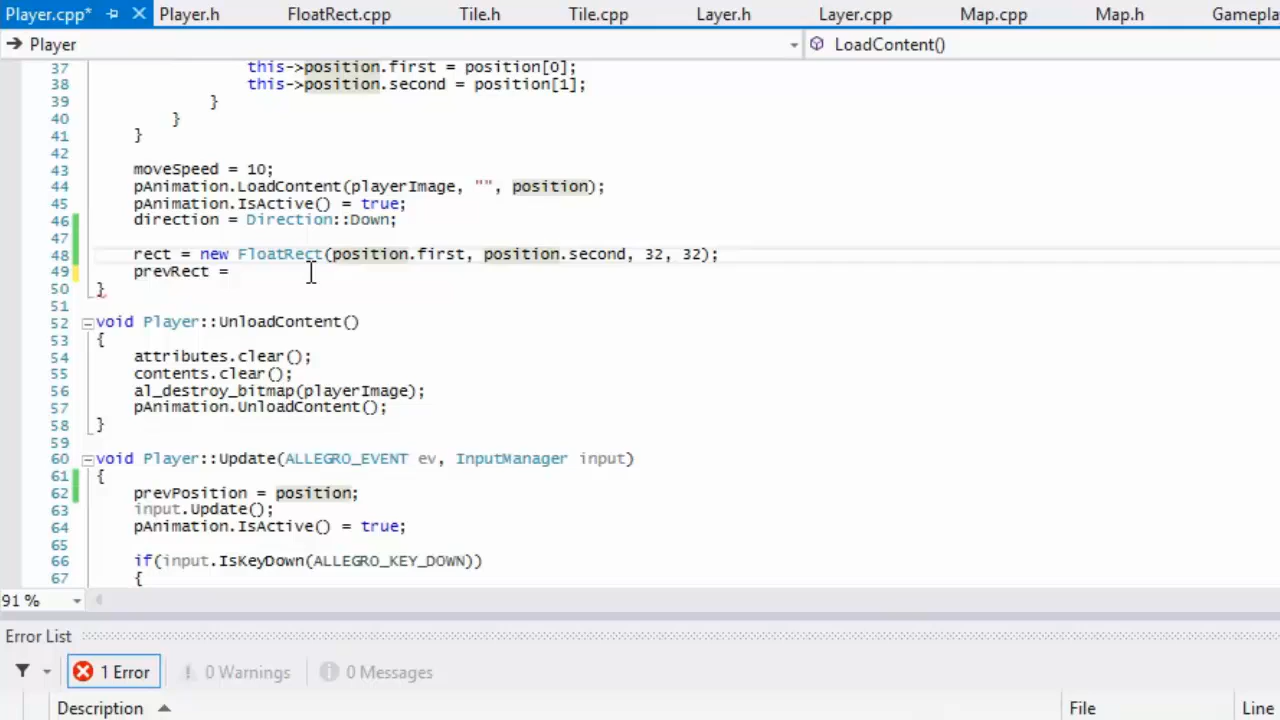 Player.cpp* Player.h FloatRect.cpp Tile.h Tile.cpp Layer.h Layer.cpp Map.cpp Map.h Gamepla
Player LoadContent()
37 this->position.first = position[0];
38 this->position.second = position[1];
39 }
40 }
41 }
42
43 moveSpeed = 10;
44 pAnimation.LoadContent(playerImage, "", position);
45 pAnimation.IsActive() = true;
46 direction = Direction::Down;
47
48 rect = new FloatRect(position.first, position.second, 32, 32);
49 prevRect =
50 }
51
52 void Player::UnloadContent()
53 {
54 attributes.clear();
55 contents.clear();
56 al_destroy_bitmap(playerImage);
57 pAnimation.UnloadContent();
58 }
59
60 void Player::Update(ALLEGRO_EVENT ev, InputManager input)
61 {
62 prevPosition = position;
63 input.Update();
64 pAnimation.IsActive() = true;
65
66 if(input.IsKeyDown(ALLEGRO_KEY_DOWN))
67 {
91 %
Error List
1 Error 0 Warnings 0 Messages
Description File Line